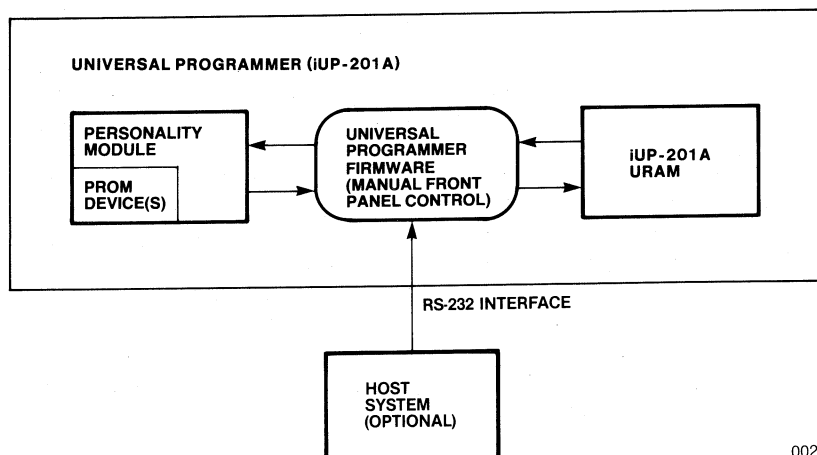 UNIVERSAL PROGRAMMER (iUP-201A)
PERSONALITY
MODULE
PROM
DEVICE(S)
UNIVERSAL
PROGRAMMER
FIRMWARE
(MANUAL FRONT
PANEL CONTROL)
iUP-201A
URAM
RS-232 INTERFACE
HOST
SYSTEM
(OPTIONAL)
002